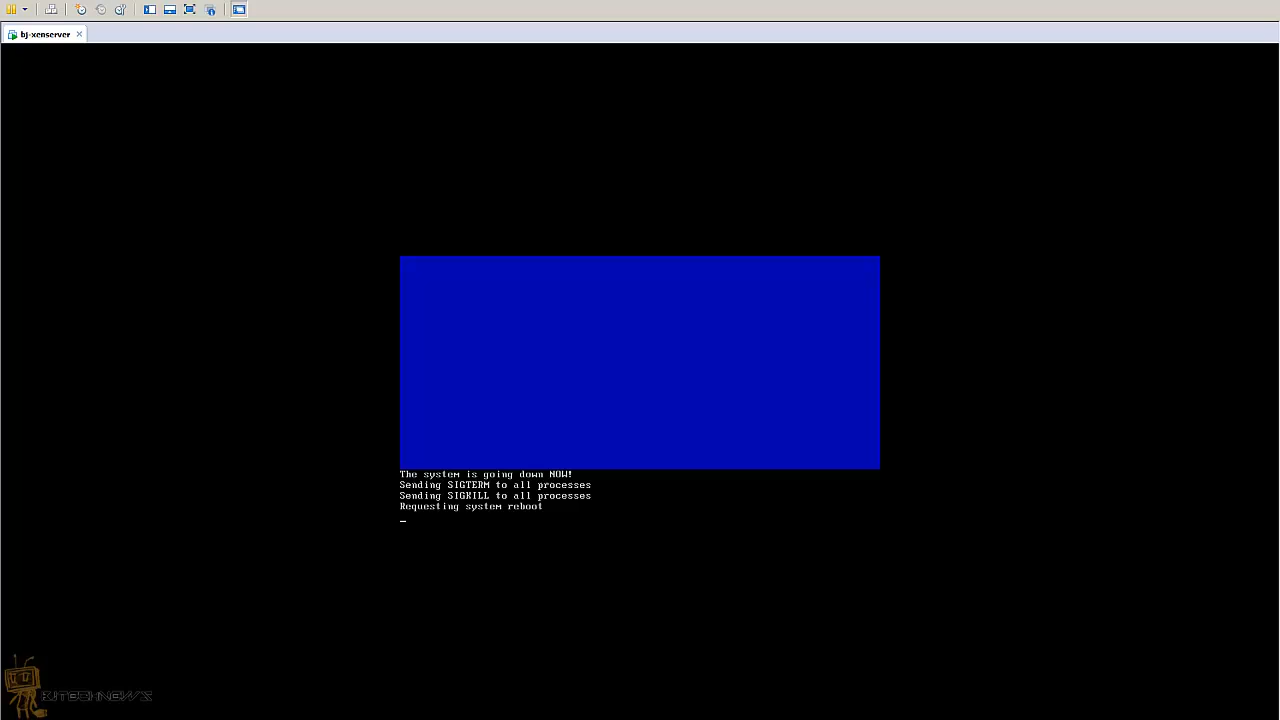 bj-xenserver
The system is going down NOW!
Sending SIGTERM to all processes
Sending SIGKILL to all processes
Requesting system reboot
BJTECHNEWS